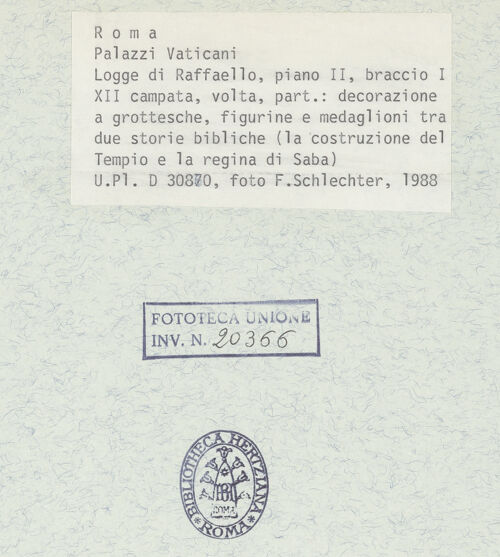 R o m a
Palazzi Vaticani
Logge di Raffaello, piano II, braccio I
XII campata, volta, part.: decorazione
a grottesche, figurine e medaglioni tra
due storie bibliche (la costruzione del
Tempio e la regina di Saba)
U.Pl. D 30870, foto F.Schlechter, 1988
FOTOTECA UNIONE
INV. N. 20366
BIBLIOTHECA HERTZIANA
ROMA
* ROMA *